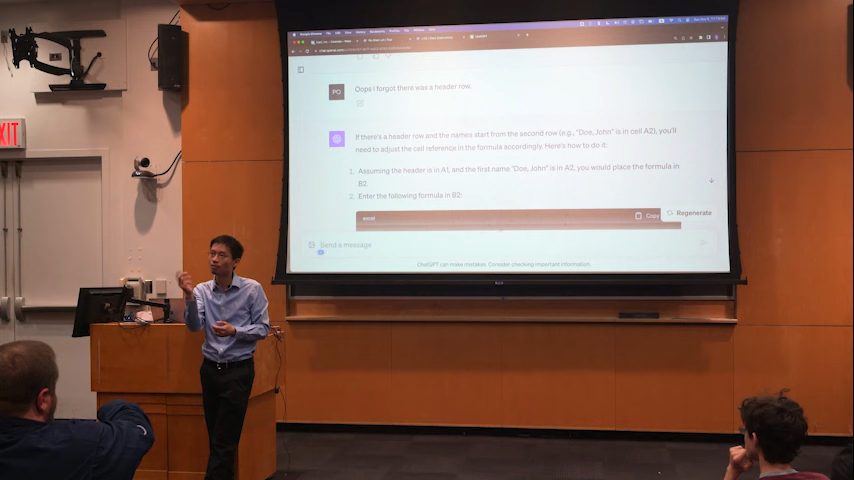 EXIT
PO
Oops i forgot there was a header row.
If there's a header row and the names start from the second row (e.g., "Doe, John" is in cell A2), you'll
need to adjust the cell reference in the formula accordingly. Here's how to do it:
1. Assuming the header is in A1, and the first name "Doe, John" is in A2, you would place the formula in
B2.
2. Enter the following formula in B2:
excel
Copy
Regenerate
Send a message
ChatGPT can make mistakes. Consider checking important information.